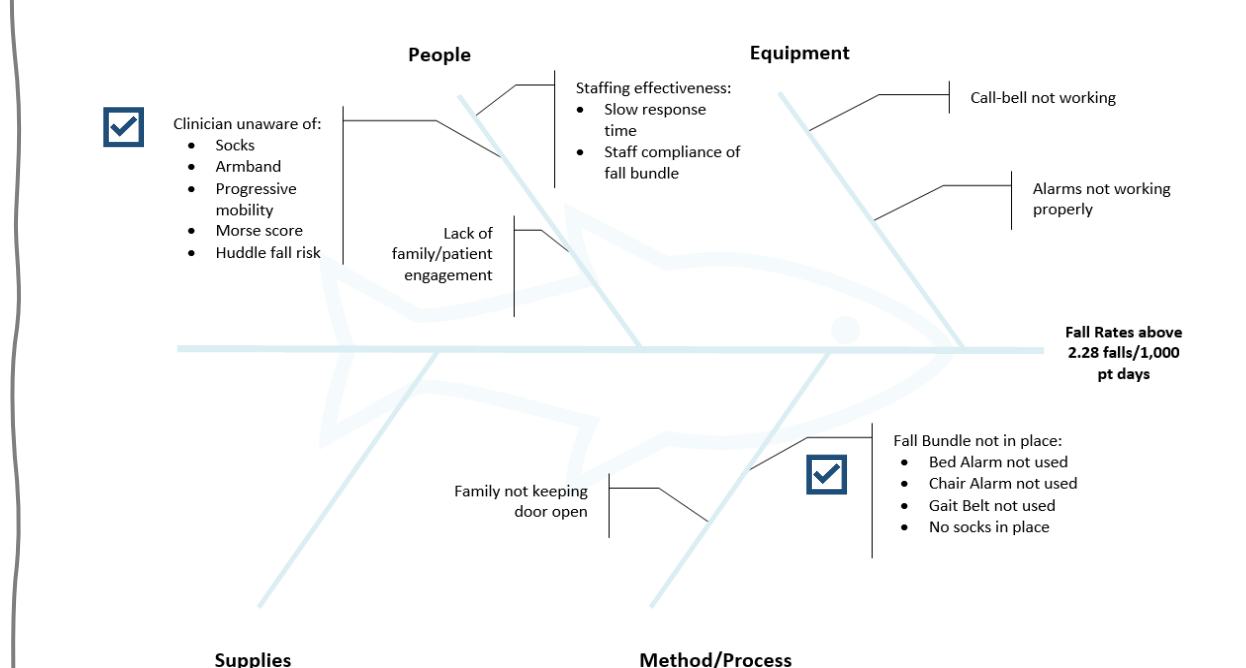 People
Equipment
Clinician unaware of:
• Socks
• Armband
• Progressive
mobility
• Morse score
• Huddle fall risk
Staffing effectiveness:
• Slow response
time
• Staff compliance of
fall bundle
Lack of
family/patient
engagement
Call-bell not working
Alarms not working
properly
Fall Rates above
2.28 falls/1,000
pt days
Family not keeping
door open
Fall Bundle not in place:
• Bed Alarm not used
• Chair Alarm not used
• Gait Belt not used
• No socks in place
Supplies
Method/Process